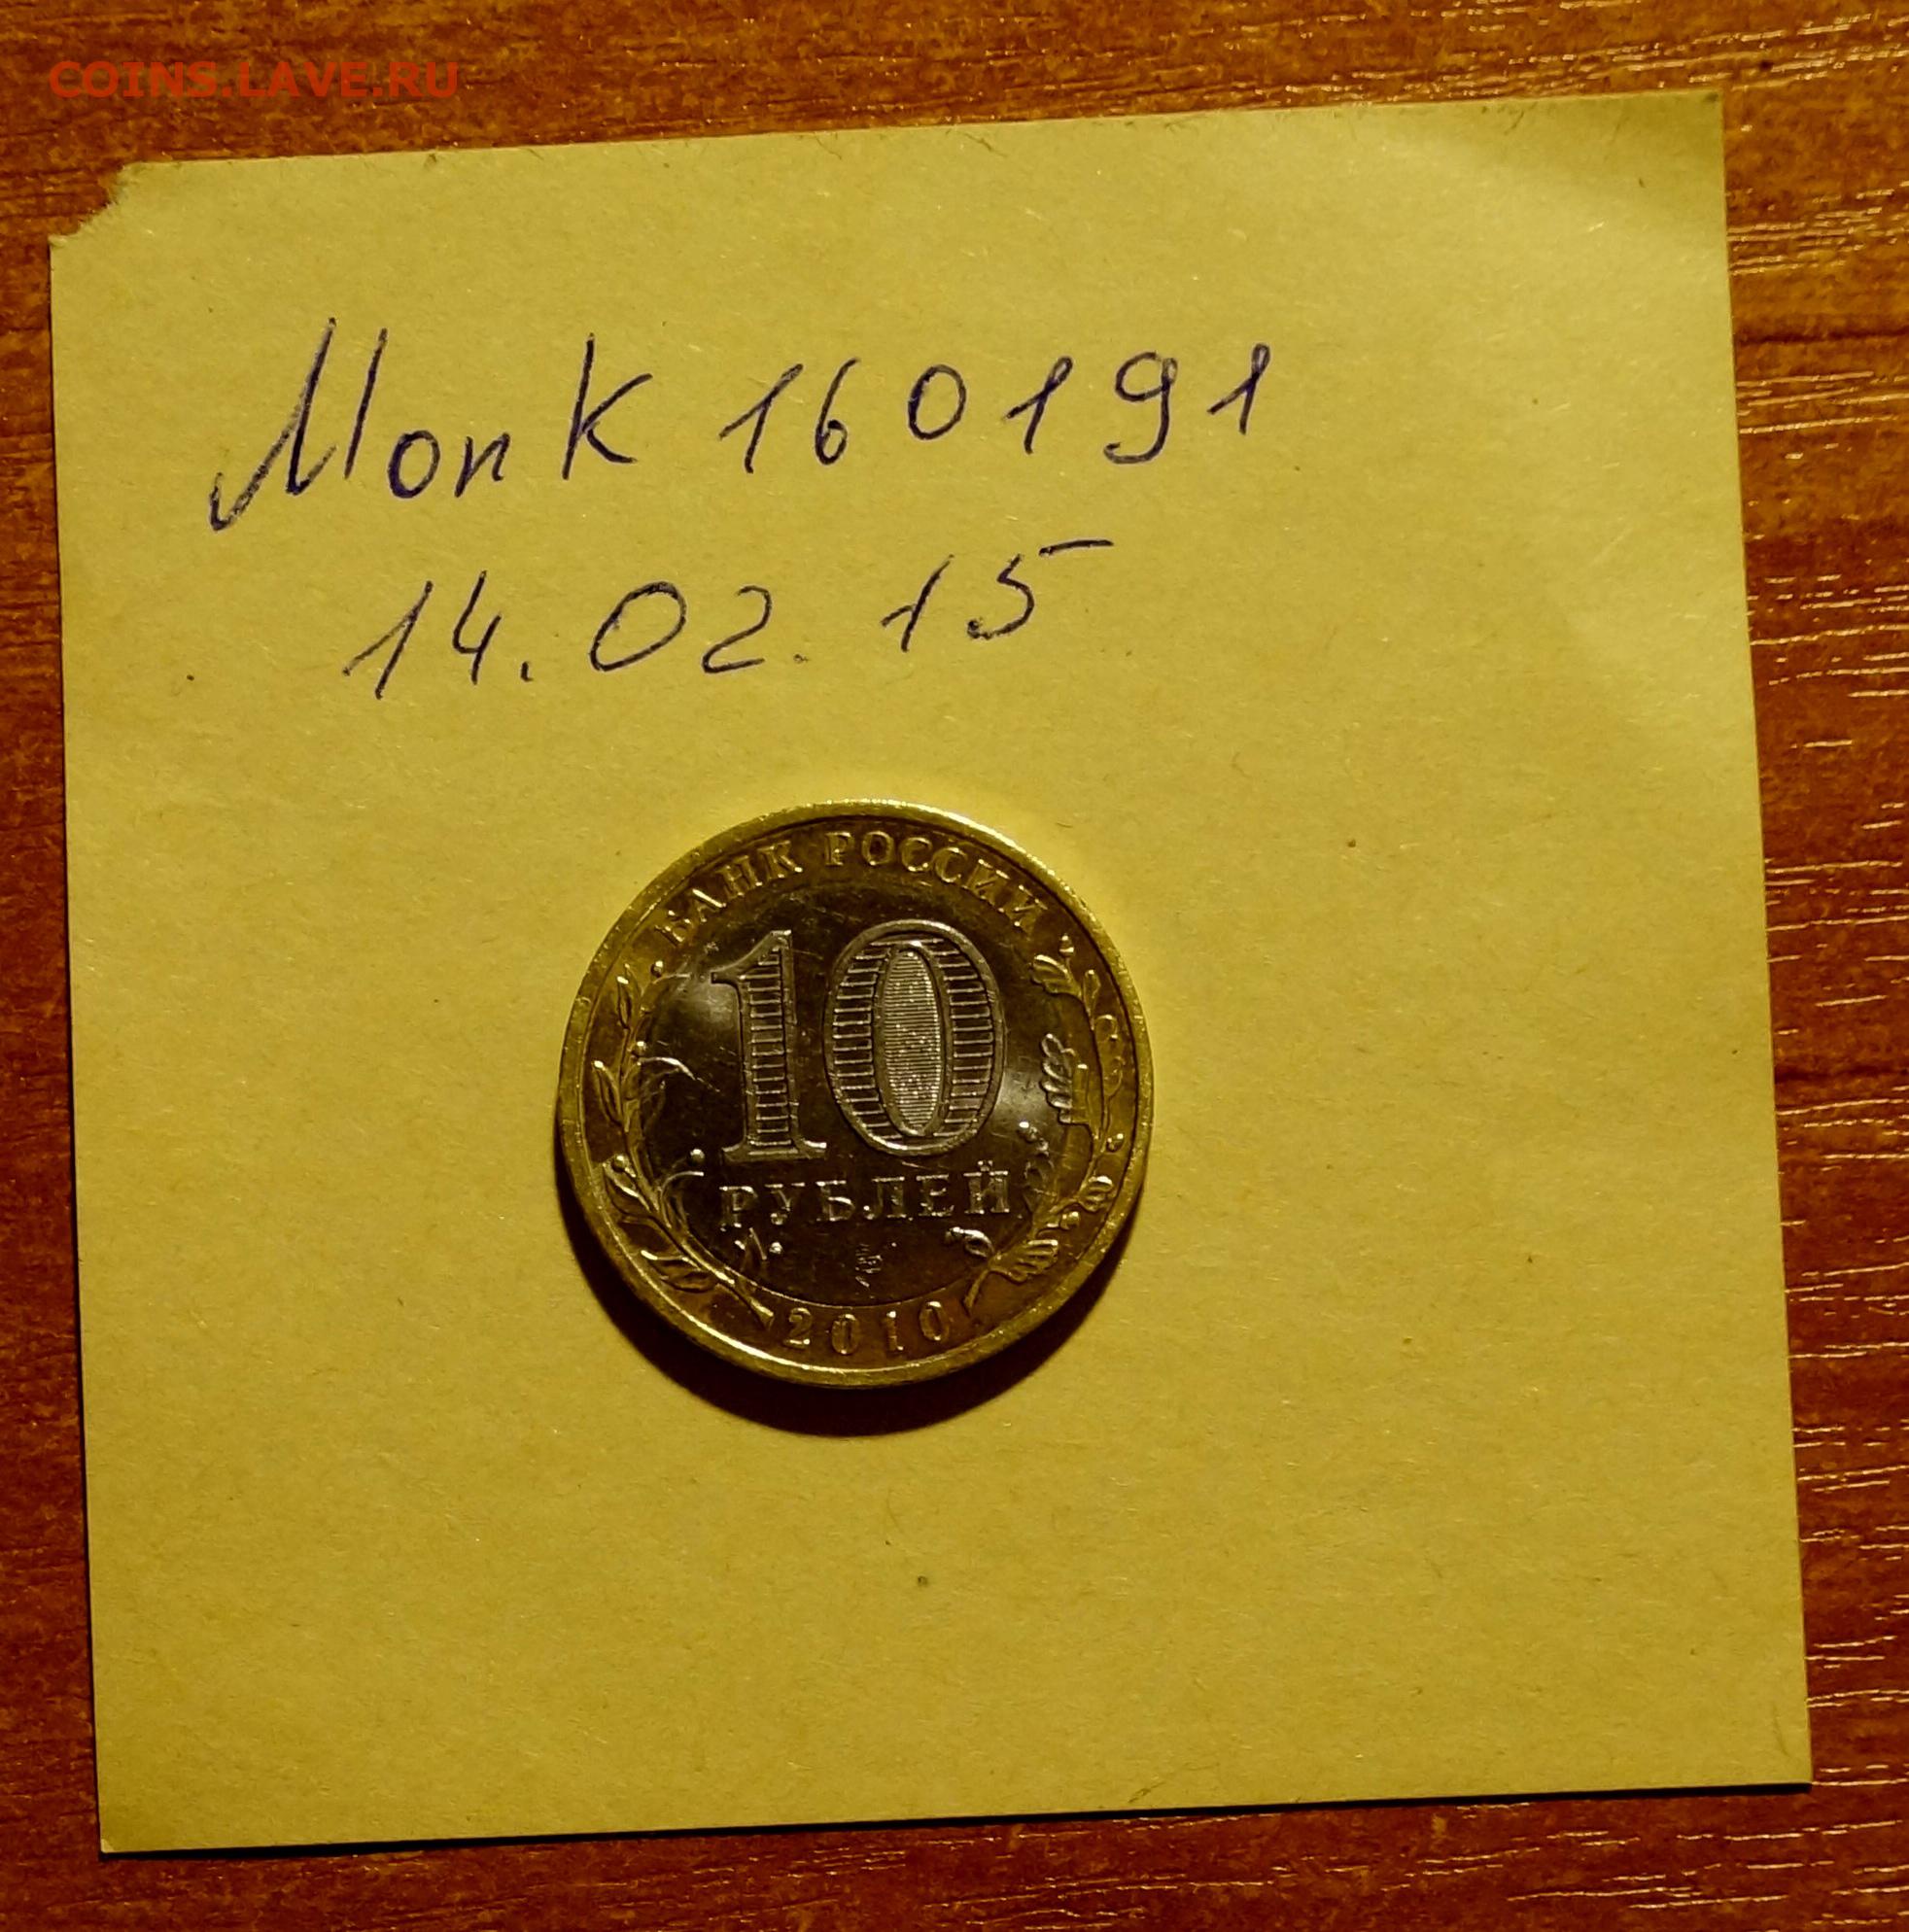 COINS.LAVE.RU
Monk 160191
14.02.15
БАНК РОССИИ
10
РУБЛЕЙ
2010